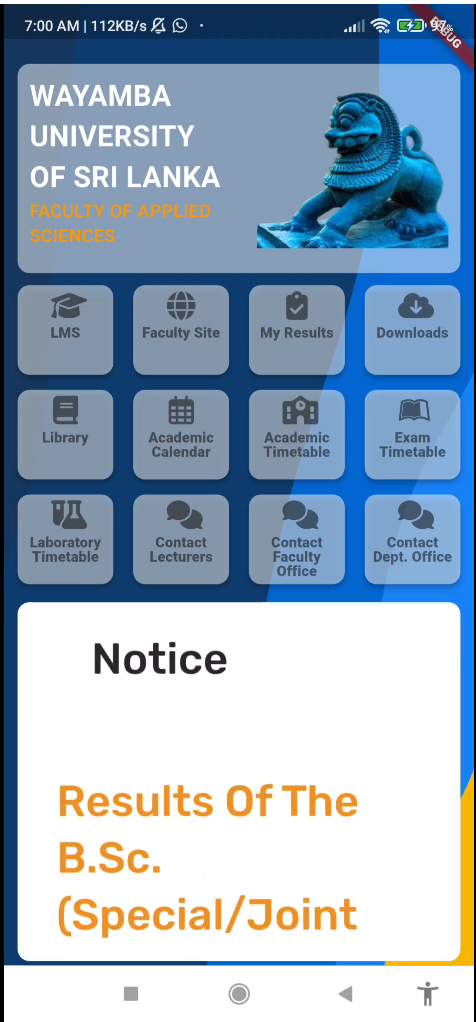 7:00 AM | 112KB/s
DEBUG
WAYAMBA
UNIVERSITY
OF SRI LANKA
FACULTY OF APPLIED
SCIENCES
LMS
Faculty Site
My Results
Downloads
Library
Academic
Calendar
Academic
Timetable
Exam
Timetable
Laboratory
Timetable
Contact
Lecturers
Contact
Faculty
Office
Contact
Dept. Office
Notice
Results Of The
B.Sc.
(Special/Joint